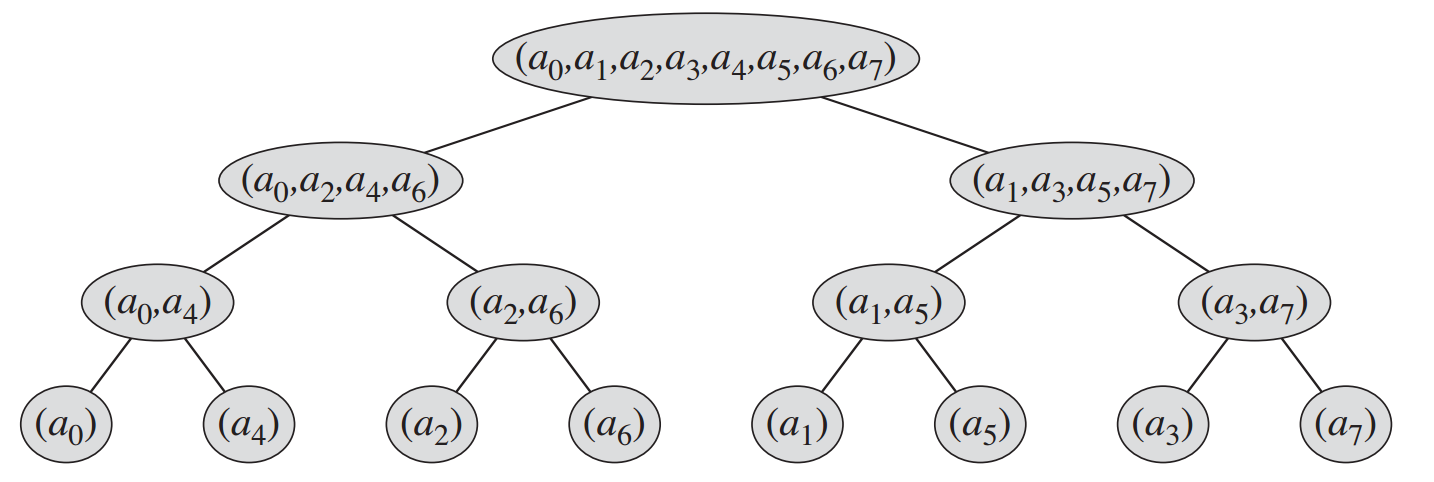 (a₀,a₁,a₂,a₃,a₄,a₅,a₆,a₇)
(a₀,a₂,a₄,a₆) (a₁,a₃,a₅,a₇)
(a₀,a₄) (a₂,a₆) (a₁,a₅) (a₃,a₇)
(a₀) (a₄) (a₂) (a₆) (a₁) (a₅) (a₃) (a₇)